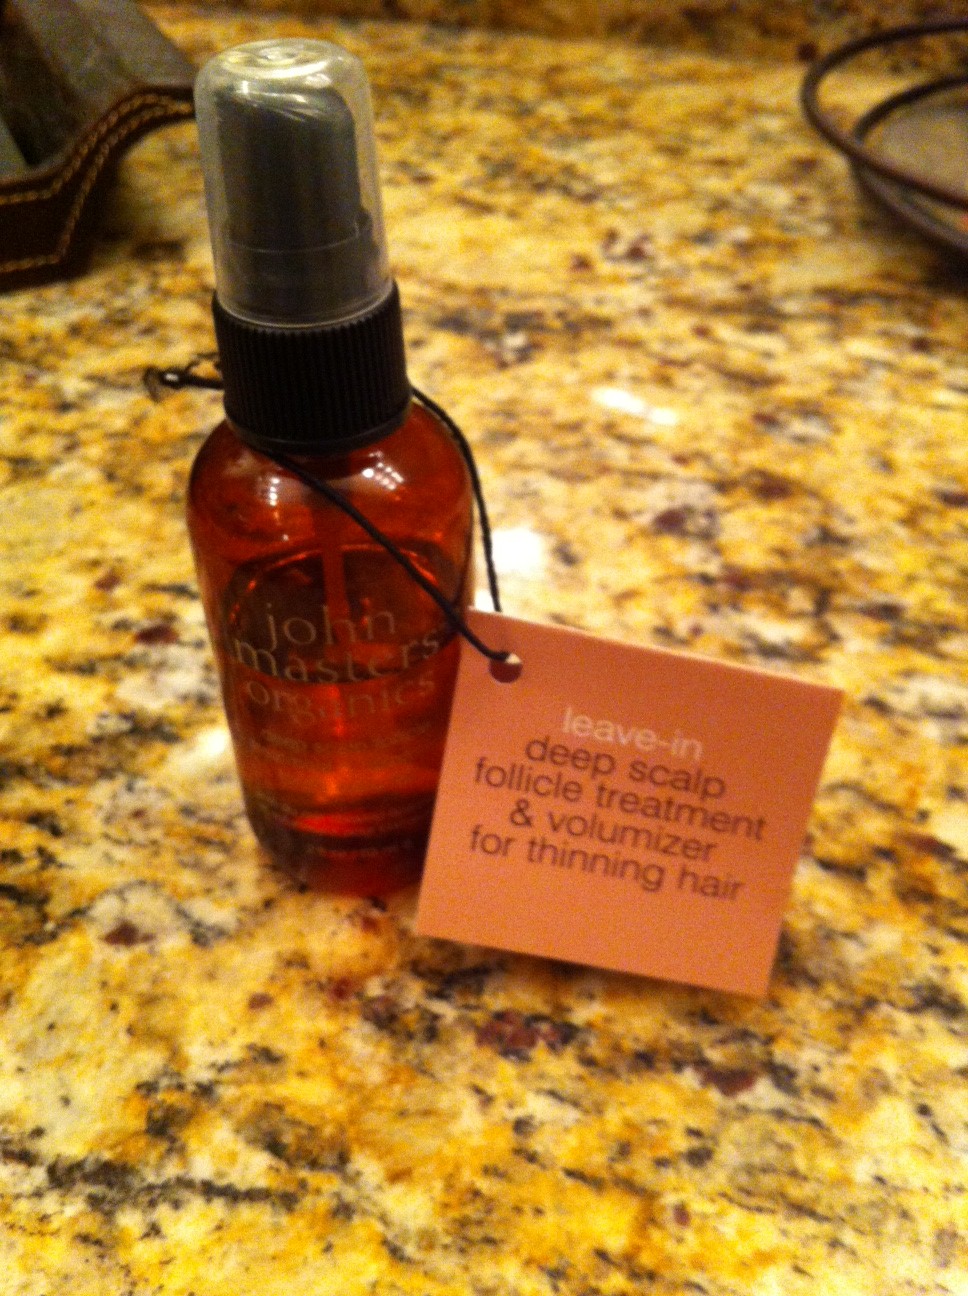 john
masters
organics
leave-in
deep scalp
follicle treatment
& volumizer
for thinning hair